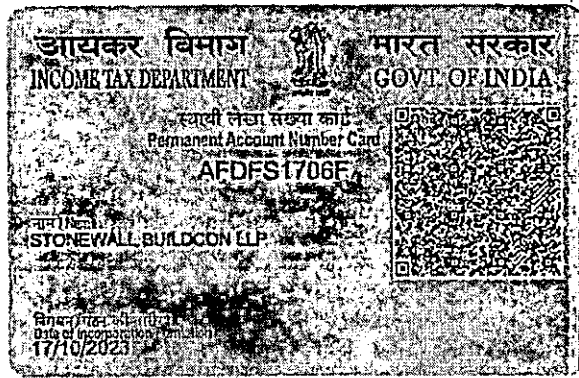 आयकर विभाग
भारत सरकार
INCOME TAX DEPARTMENT
GOVT. OF INDIA
स्थायी लेखा संख्या कार्ड
Permanent Account Number Card
AFDFS1706F
नाम / Name
STONEWALL BUILDCON LLP
Date of Incorporation / Formation
17/10/2023